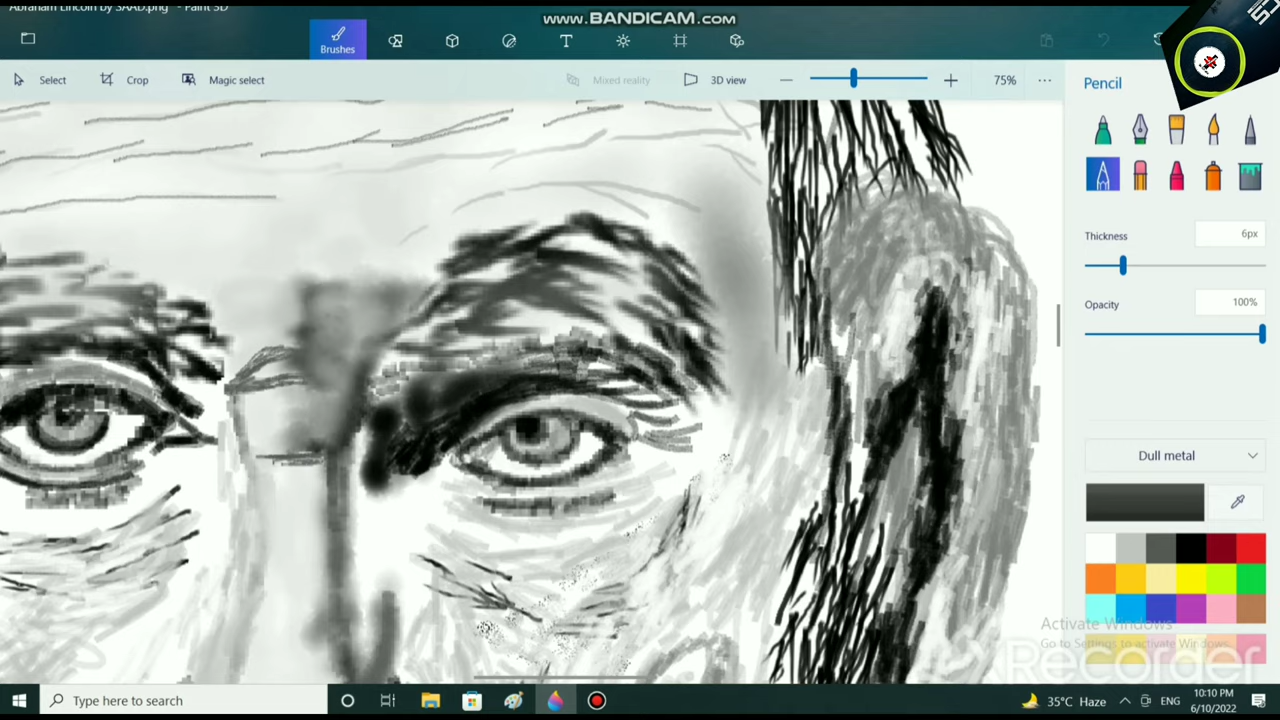 Abraham Lincoln by SAAD.png - Paint 3D
www.BANDICAM.com
Brushes
Select
Crop
Magic select
Mixed reality
3D view
75%
Pencil
Thickness
6px
Opacity
100%
Dull metal
Activate Windows
Go to Settings to activate Windows.
Recorder
Type here to search
35°C Haze
ENG
10:10 PM
6/10/2022